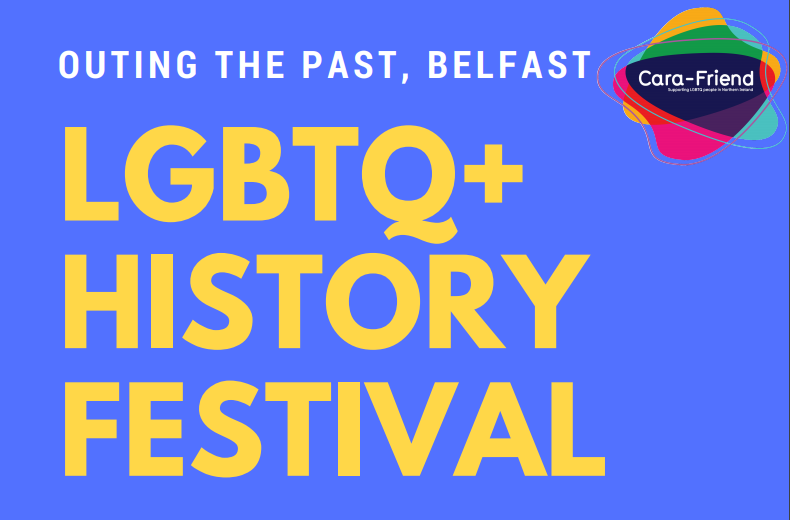 OUTING THE PAST, BELFAST
Cara-Friend
Supporting LGBTQ people in Northern Ireland
LGBTQ+
HISTORY
FESTIVAL